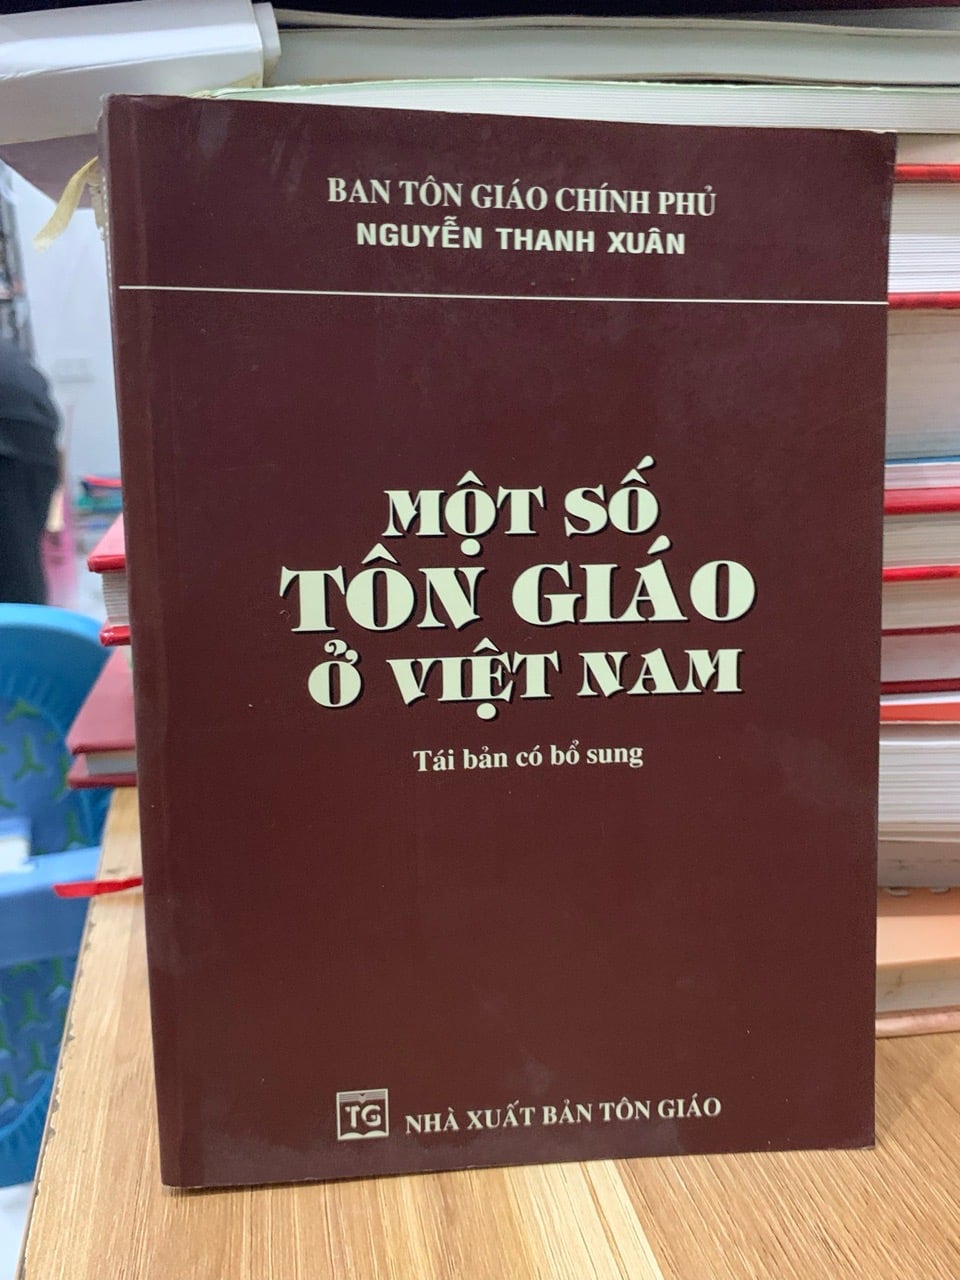 BAN TÔN GIÁO CHÍNH PHỦ
NGUYỄN THANH XUÂN
MỘT SỐ
TÔN GIÁO
Ở VIỆT NAM
Tái bản có bổ sung
TG NHÀ XUẤT BẢN TÔN GIÁO